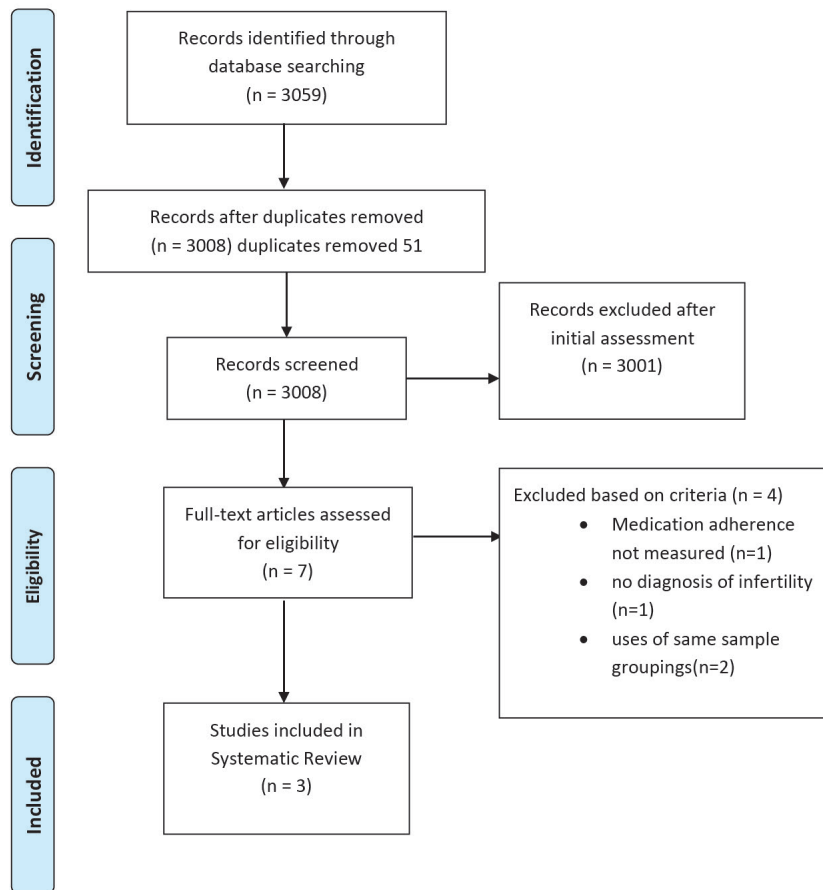 Identification
Records identified through
database searching
(n = 3059)
Records after duplicates removed
(n = 3008) duplicates removed 51
Screening
Records screened
(n = 3008)
Records excluded after
initial assessment
n = 3001)
Eligibility
Full-text articles assessed
for eligibility
(n = 7)
Excluded based on criteria (n = 4)
• Medication adherence
not measured (n=1)
• no diagnosis of infertility
(n=1)
• uses of same sample
groupings(n=2)
Included
Studies included in
Systematic Review
(n = 3)